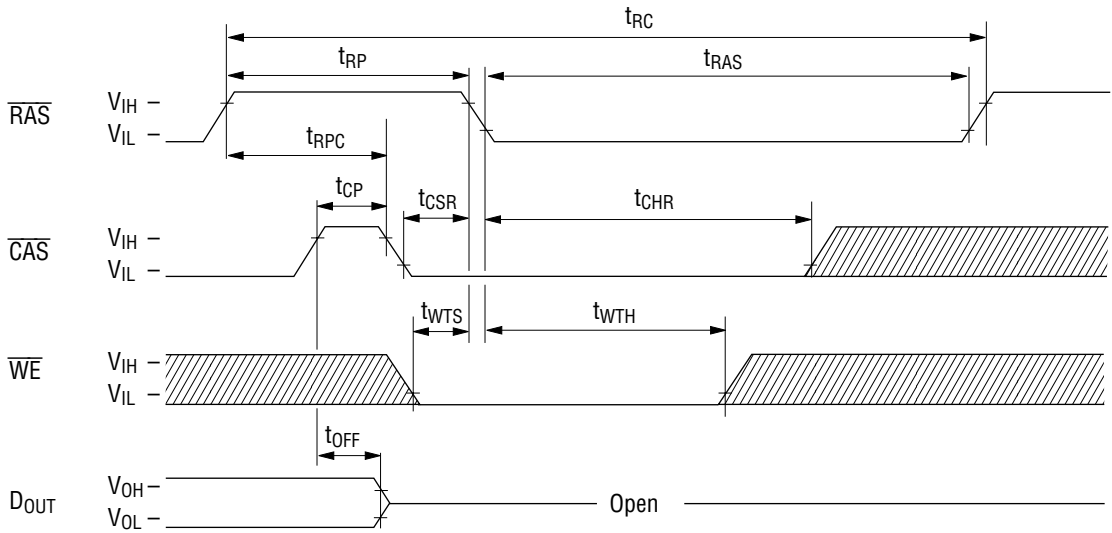 tRC
tRP
tRAS
RAS
VIH
VIL
tRPC
tCP
tCSR
tCHR
CAS
VIH
VIL
tWTS
tWTH
WE
VIH
VIL
tOFF
DOUT
VOH
VOL
Open